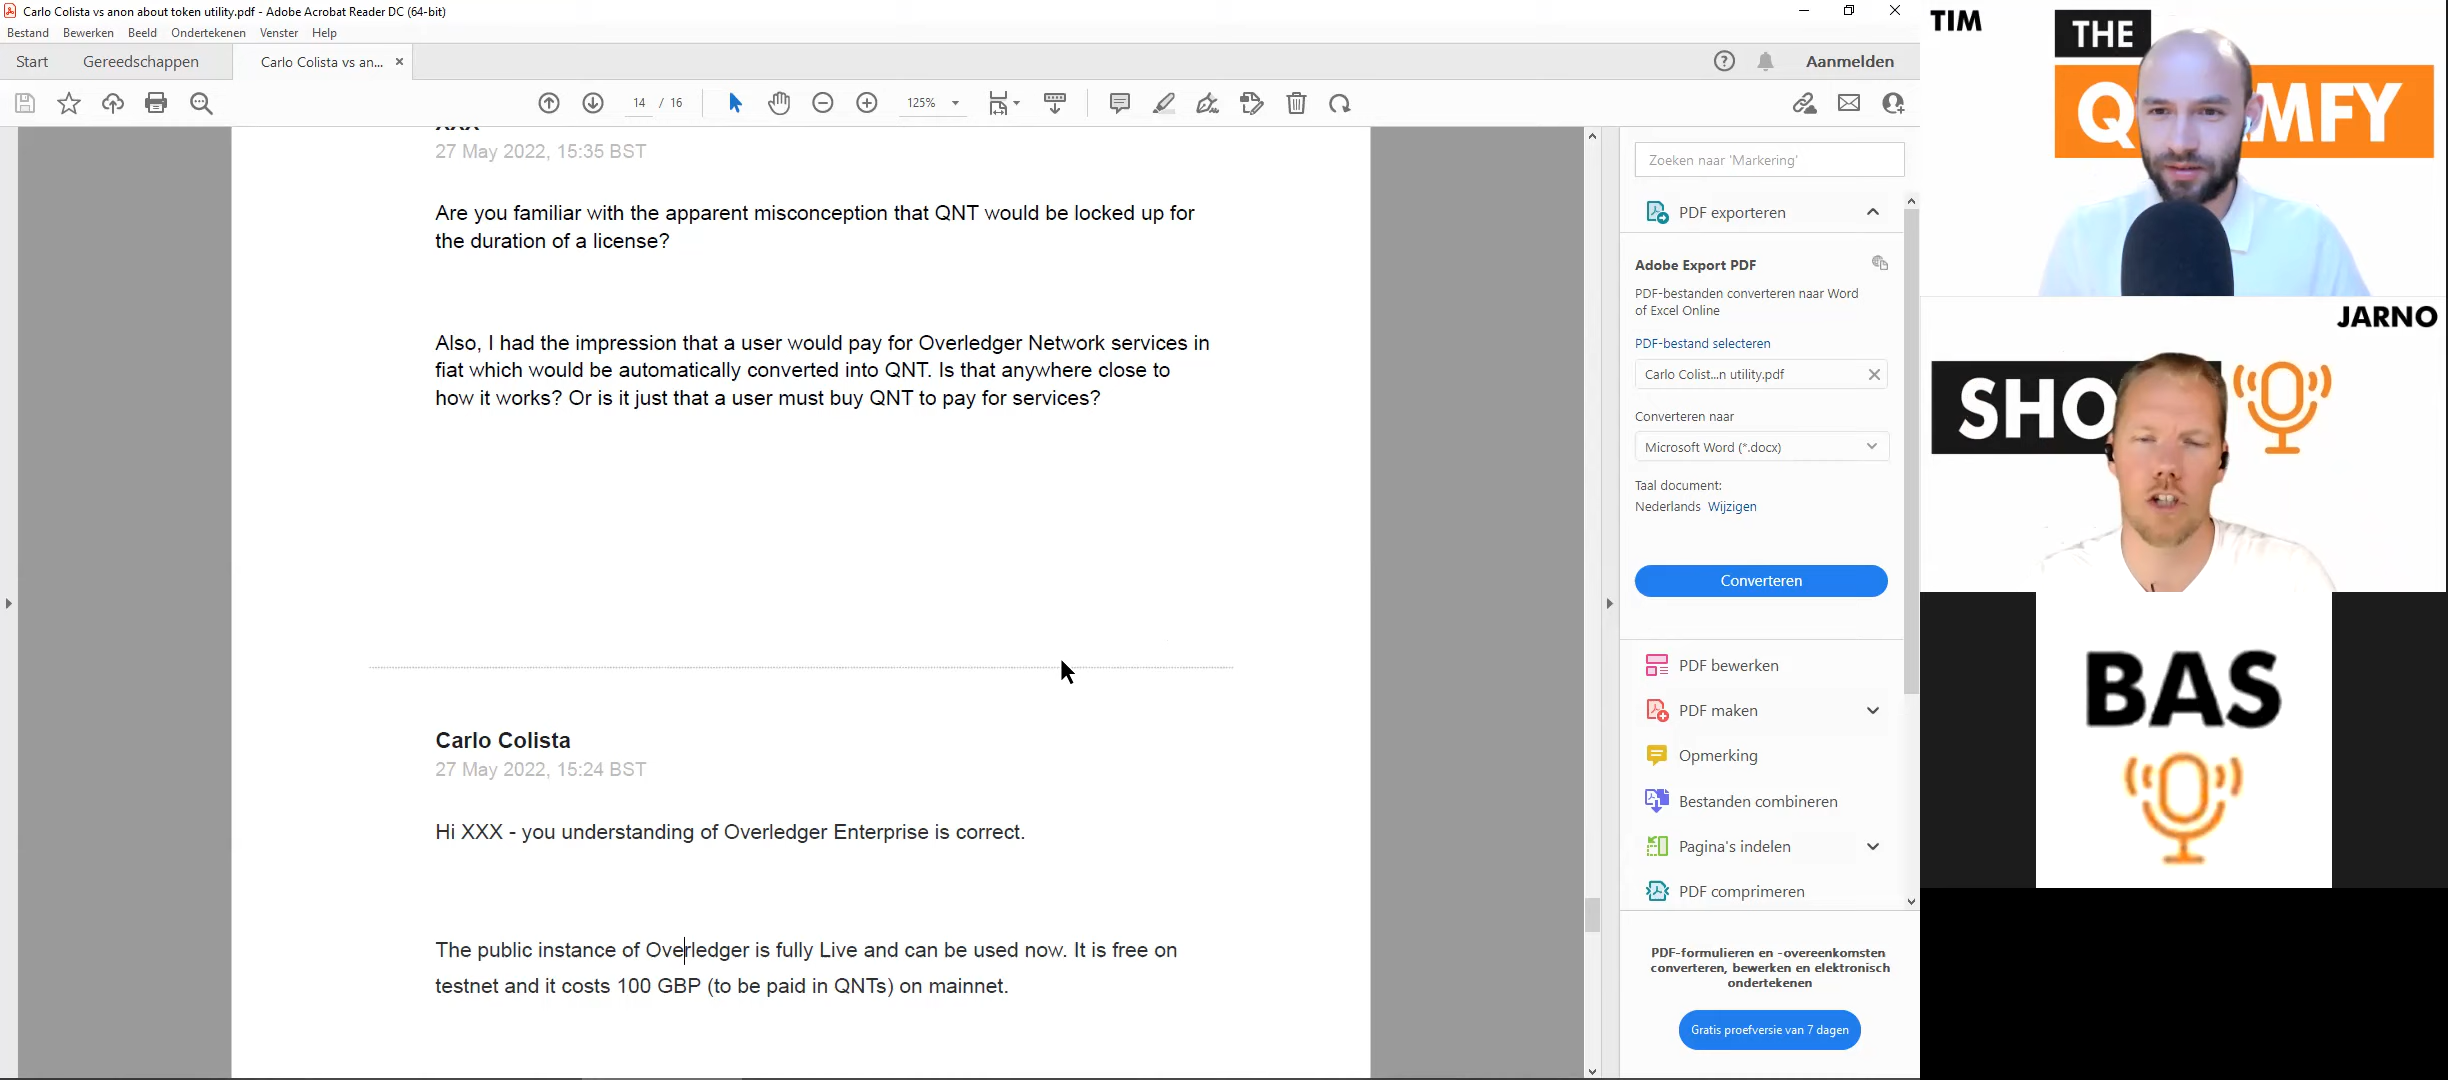 Carlo Colista vs anon about token utility.pdf - Adobe Acrobat Reader DC (64-bit)
Bestand Bewerken Beeld Ondertekenen Venster Help
Start Gereedschappen Carlo Colista vs an... × Aanmelden
14 / 16 125%
XXX
27 May 2022, 15:35 BST
Are you familiar with the apparent misconception that QNT would be locked up for
the duration of a license?
Also, I had the impression that a user would pay for Overledger Network services in
fiat which would be automatically converted into QNT. Is that anywhere close to
how it works? Or is it just that a user must buy QNT to pay for services?
Carlo Colista
27 May 2022, 15:24 BST
Hi XXX - you understanding of Overledger Enterprise is correct.
The public instance of Overledger is fully Live and can be used now. It is free on
testnet and it costs 100 GBP (to be paid in QNTs) on mainnet.
Zoeken naar 'Markering'
PDF exporteren
Adobe Export PDF
PDF-bestanden converteren naar Word
of Excel Online
PDF-bestand selecteren
Carlo Colist...n utility.pdf
Converteren naar
Microsoft Word (*.docx)
Taal document:
Nederlands Wijzigen
Converteren
PDF bewerken
PDF maken
Opmerking
Bestanden combineren
Pagina's indelen
PDF comprimeren
PDF-formulieren en -overeenkomsten
converteren, bewerken en elektronisch
ondertekenen
Gratis proefversie van 7 dagen
TIM
THE
Q MFY
JARNO
SHO
BAS